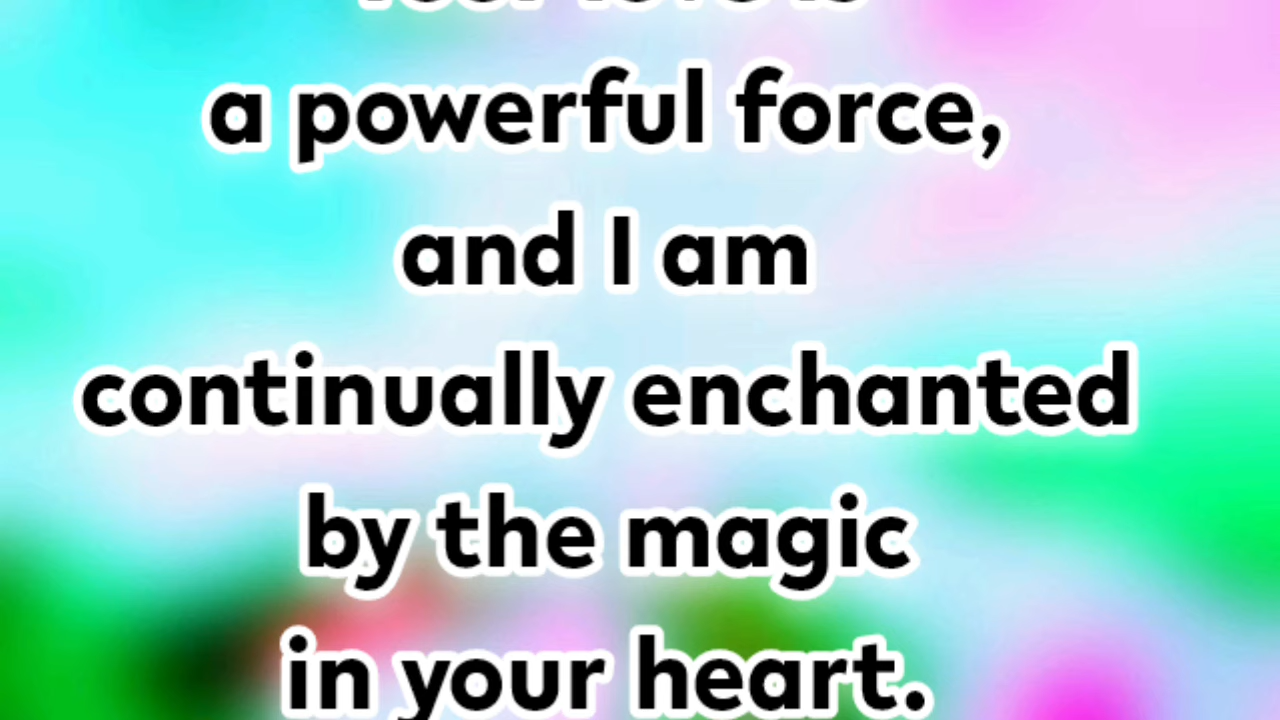 a powerful force,
and I am
continually enchanted
by the magic
in your heart.